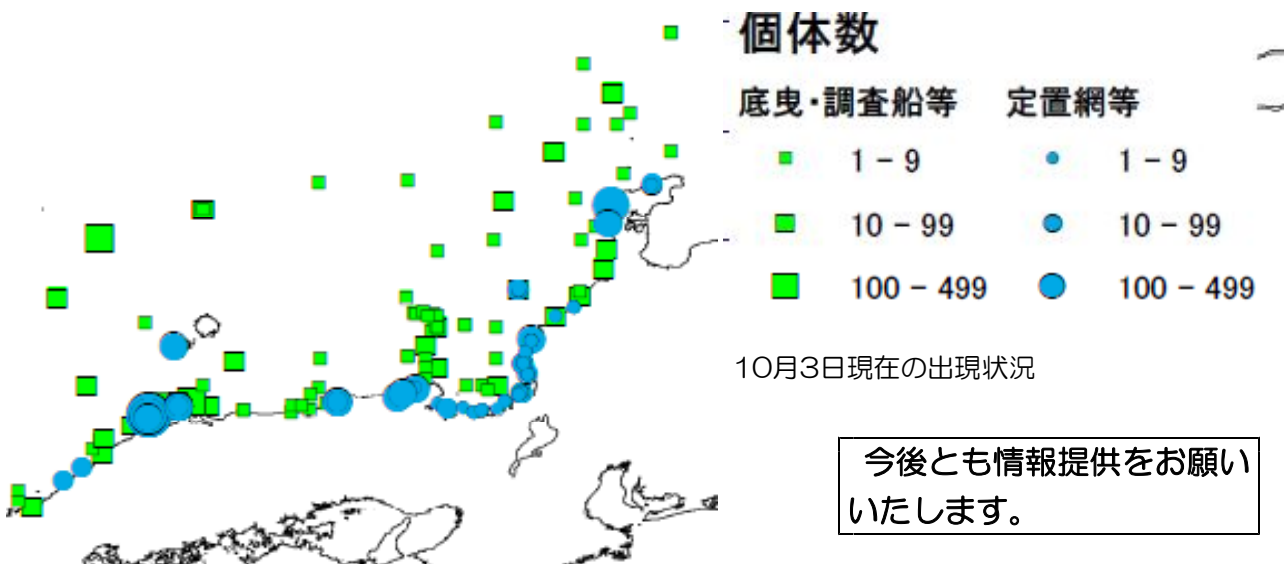 個体数
底曳・調査船等 定置網等
1 - 9 1 - 9
10 - 99 10 - 99
100 - 499 100 - 499
10月3日現在の出現状況
今後とも情報提供をお願い
いたします。